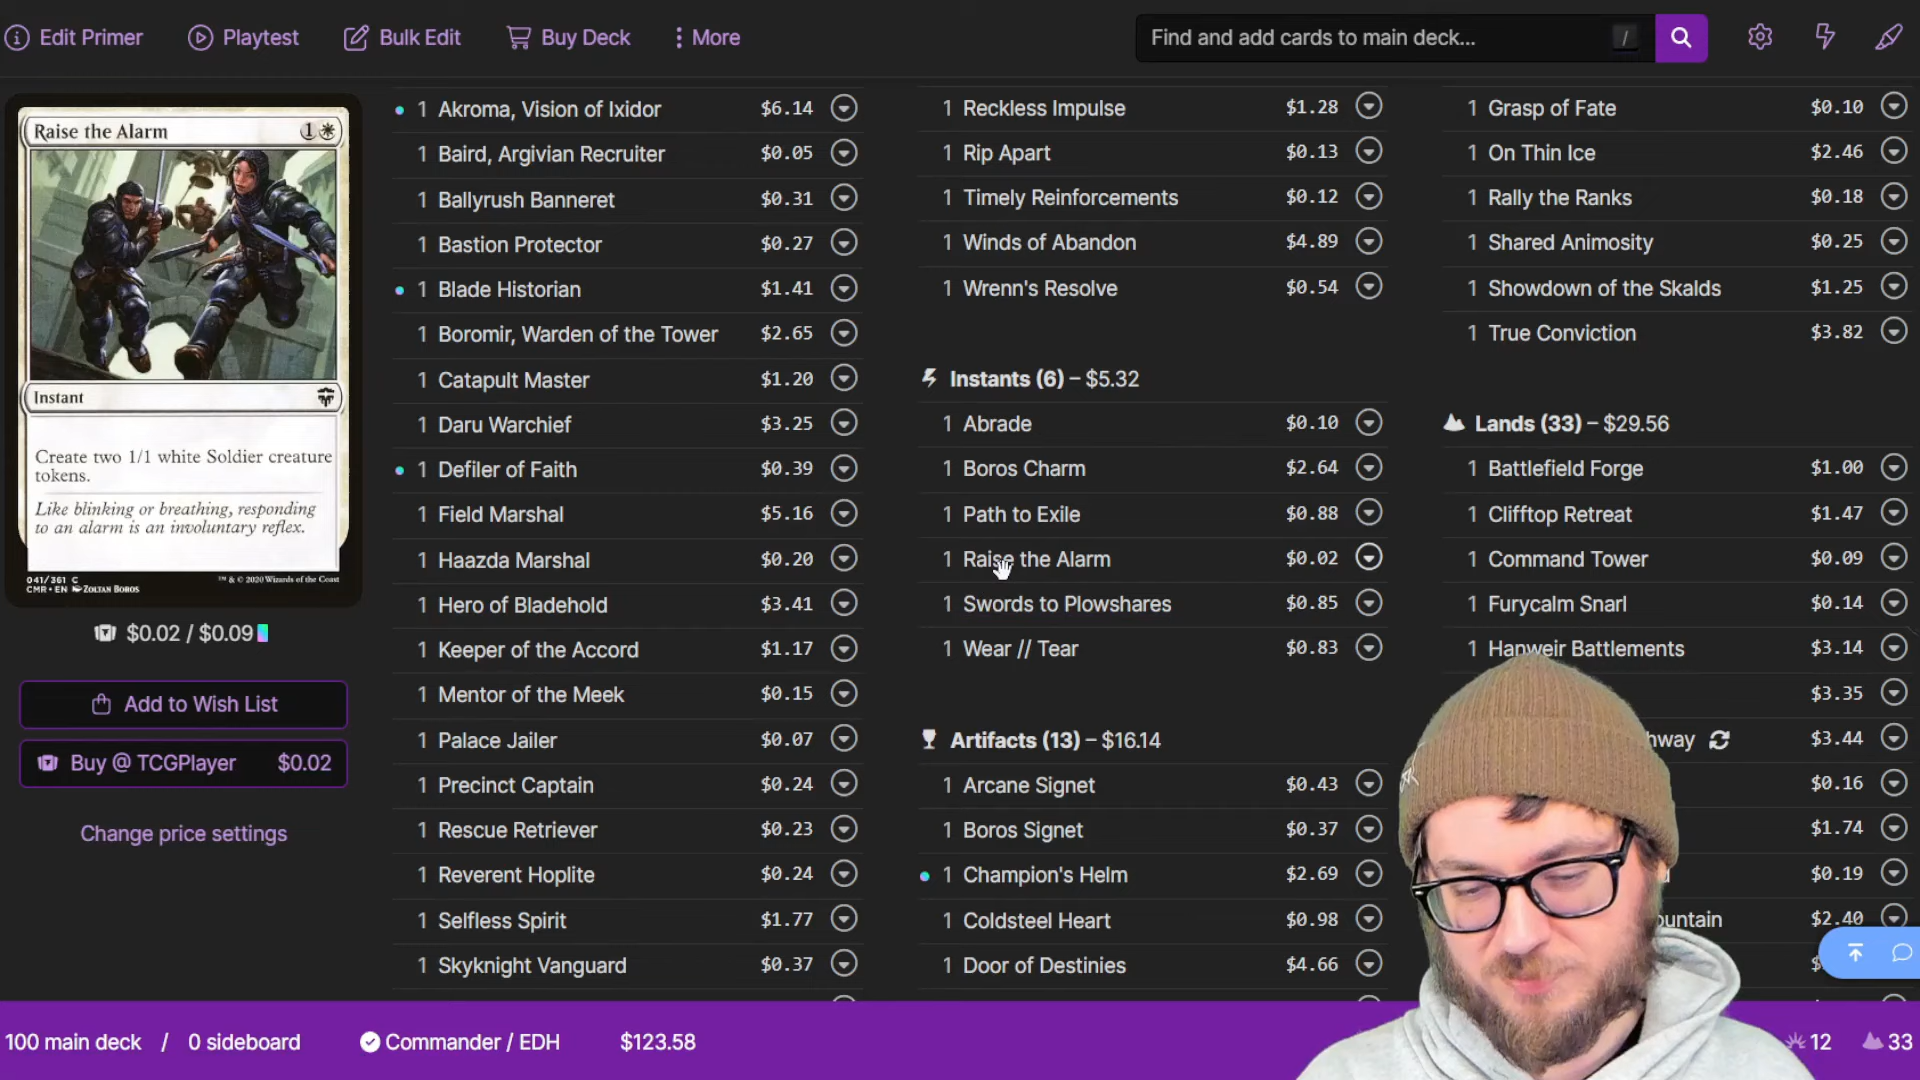 Edit Primer
Playtest
Bulk Edit
Buy Deck
More
Find and add cards to main deck...
/
Raise the Alarm
1
Instant
Create two 1/1 white Soldier creature
tokens.
Like blinking or breathing, responding
to an alarm is an involuntary reflex.
041/361 C
CMR • EN ZOLTAN BOROS
™ & © 2020 Wizards of the Coast
$0.02 / $0.09
Add to Wish List
Buy @ TCGPlayer $0.02
Change price settings
1 Akroma, Vision of Ixidor $6.14
1 Baird, Argivian Recruiter $0.05
1 Ballyrush Banneret $0.31
1 Bastion Protector $0.27
1 Blade Historian $1.41
1 Boromir, Warden of the Tower $2.65
1 Catapult Master $1.20
1 Daru Warchief $3.25
1 Defiler of Faith $0.39
1 Field Marshal $5.16
1 Haazda Marshal $0.20
1 Hero of Bladehold $3.41
1 Keeper of the Accord $1.17
1 Mentor of the Meek $0.15
1 Palace Jailer $0.07
1 Precinct Captain $0.24
1 Rescue Retriever $0.23
1 Reverent Hoplite $0.24
1 Selfless Spirit $1.77
1 Skyknight Vanguard $0.37
1 Reckless Impulse $1.28
1 Rip Apart $0.13
1 Timely Reinforcements $0.12
1 Winds of Abandon $4.89
1 Wrenn's Resolve $0.54
Instants (6) – $5.32
1 Abrade $0.10
1 Boros Charm $2.64
1 Path to Exile $0.88
1 Raise the Alarm $0.02
1 Swords to Plowshares $0.85
1 Wear // Tear $0.83
Artifacts (13) – $16.14
1 Arcane Signet $0.43
1 Boros Signet $0.37
1 Champion's Helm $2.69
1 Coldsteel Heart $0.98
1 Door of Destinies $4.66
1 Grasp of Fate $0.10
1 On Thin Ice $2.46
1 Rally the Ranks $0.18
1 Shared Animosity $0.25
1 Showdown of the Skalds $1.25
1 True Conviction $3.82
Lands (33) – $29.56
1 Battlefield Forge $1.00
1 Clifftop Retreat $1.47
1 Command Tower $0.09
1 Furycalm Snarl $0.14
1 Hanweir Battlements $3.14
$3.35
hway $3.44
$0.16
$1.74
$0.19
ountain $2.40
100 main deck / 0 sideboard
Commander / EDH
$123.58
12
33